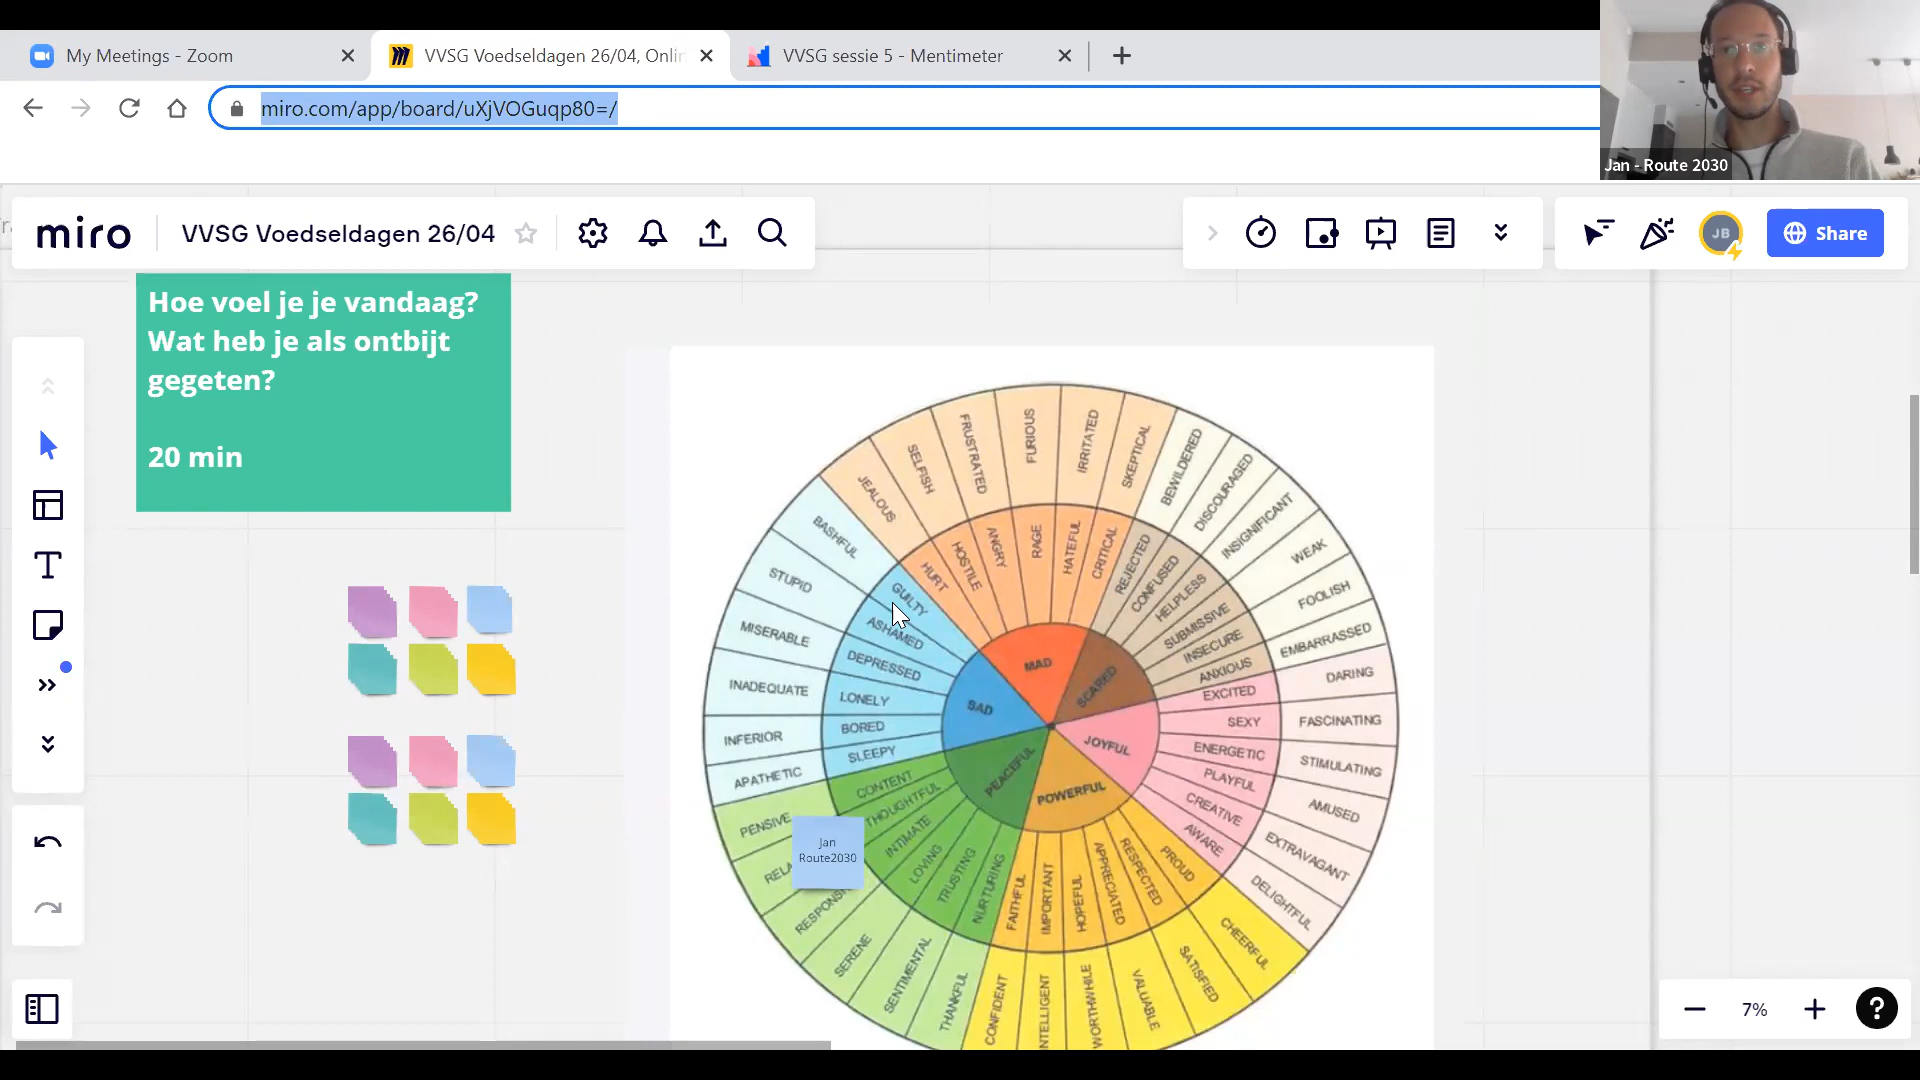 My Meetings - Zoom
VVSG Voedseldagen 26/04, Onlin
VVSG sessie 5 - Mentimeter
miro.com/app/board/uXjVOGuqp80=/
Jan - Route 2030
miro
VVSG Voedseldagen 26/04
JB
Share
Hoe voel je je vandaag?
Wat heb je als ontbijt
gegeten?
20 min
JEALOUS
SELFISH
FRUSTRATED
FURIOUS
IRRITATED
SKEPTICAL
BEWILDERED
DISCOURAGED
INSIGNIFICANT
WEAK
FOOLISH
EMBARRASSED
DARING
FASCINATING
STIMULATING
AMUSED
EXTRAVAGANT
DELIGHTFUL
CHEERFUL
SATISFIED
VALUABLE
WORTHWHILE
INTELLIGENT
CONFIDENT
THANKFUL
SENTIMENTAL
SERENE
RESPONSI
RELA
PENSIVE
APATHETIC
INFERIOR
INADEQUATE
MISERABLE
STUPID
BASHFUL
HURT
HOSTILE
ANGRY
RAGE
HATEFUL
CRITICAL
REJECTED
CONFUSED
HELPLESS
SUBMISSIVE
INSECURE
ANXIOUS
EXCITED
SEXY
ENERGETIC
PLAYFUL
CREATIVE
AWARE
PROUD
RESPECTED
APPRECIATED
HOPEFUL
IMPORTANT
FAITHFUL
NURTURING
TRUSTING
LOVING
INTIMATE
THOUGHTFUL
CONTENT
SLEEPY
BORED
LONELY
DEPRESSED
ASHAMED
GUILTY
MAD
SCARED
JOYFUL
POWERFUL
PEACEFUL
SAD
Jan
Route2030
7%